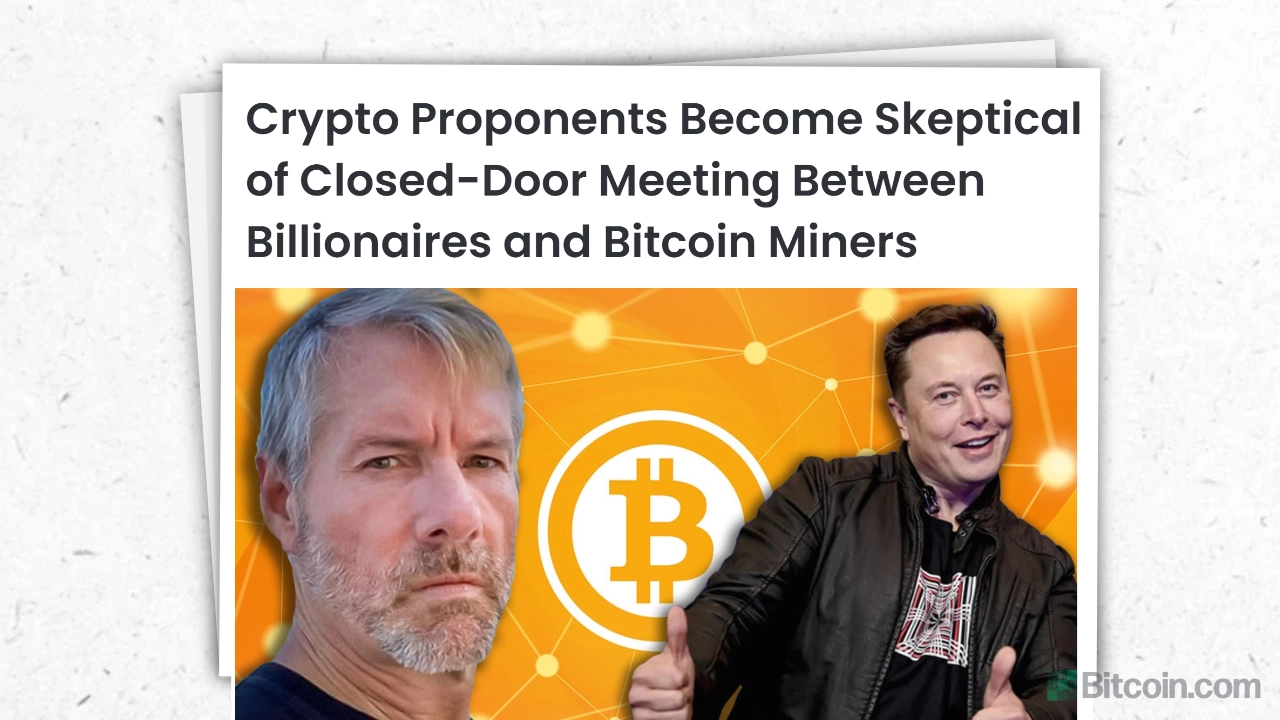 Crypto Proponents Become Skeptical
of Closed-Door Meeting Between
Billionaires and Bitcoin Miners
Bitcoin.com